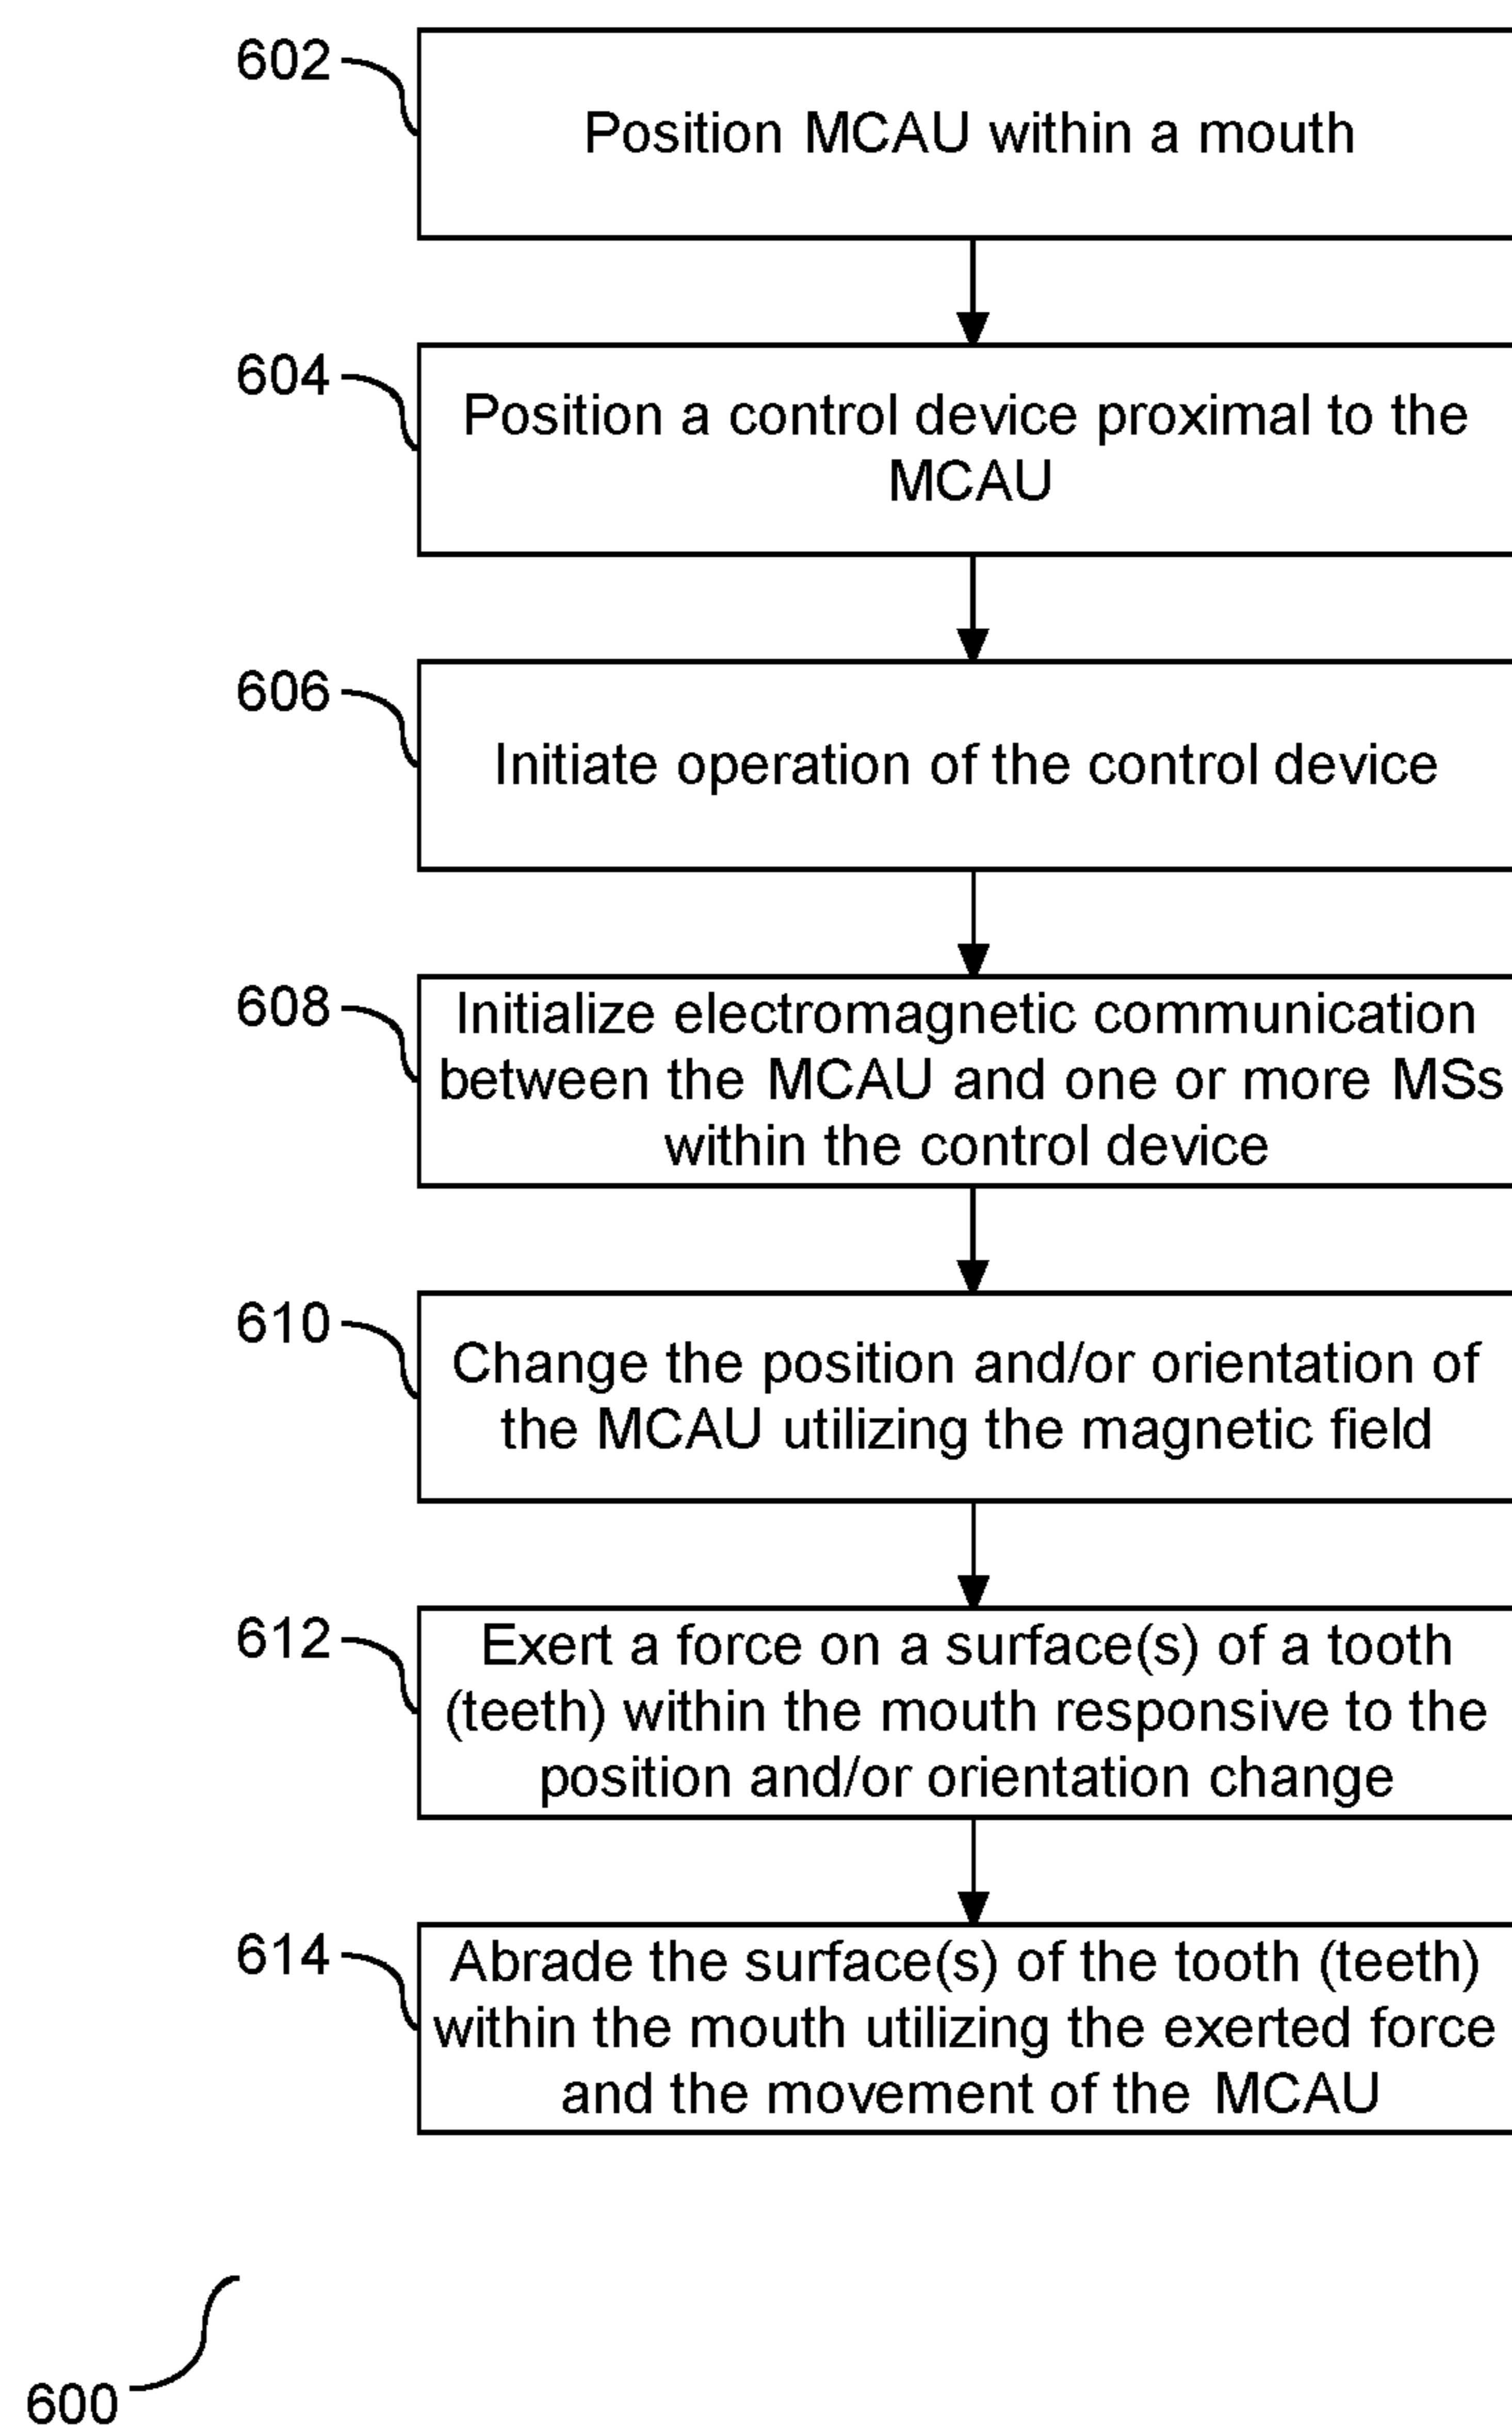 602
Position MCAU within a mouth
604
Position a control device proximal to the
MCAU
606
Initiate operation of the control device
608
Initialize electromagnetic communication
between the MCAU and one or more MSs
within the control device
610
Change the position and/or orientation of
the MCAU utilizing the magnetic field
612
Exert a force on a surface(s) of a tooth
(teeth) within the mouth responsive to the
position and/or orientation change
614
Abrade the surface(s) of the tooth (teeth)
within the mouth utilizing the exerted force
and the movement of the MCAU
600